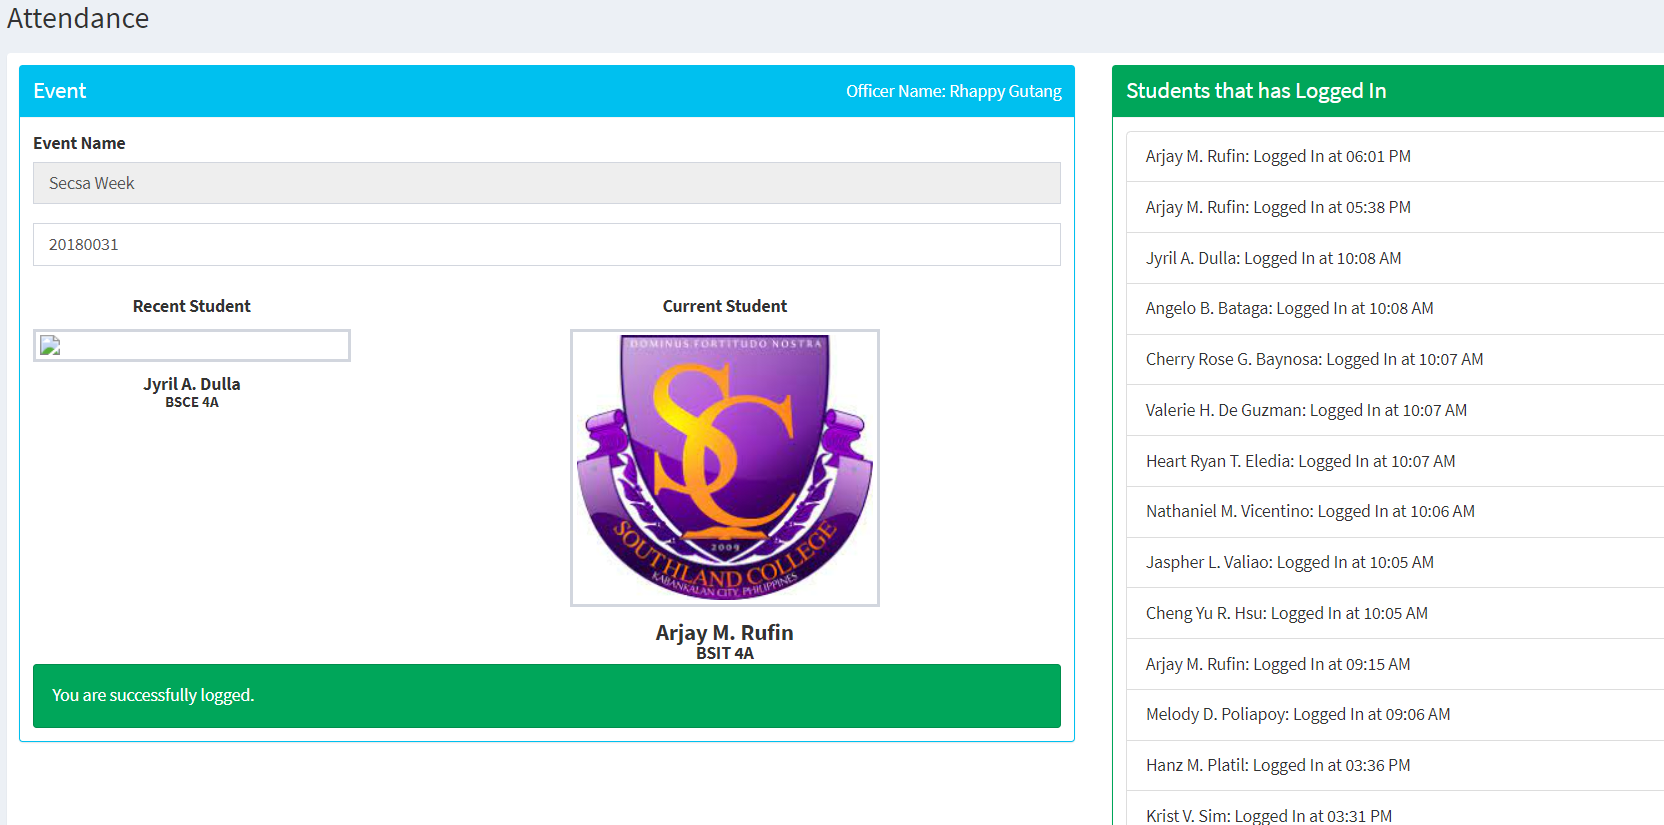 Attendance
Event
Officer Name: Rhappy Gutang
Event Name
Secsa Week
20180031
Recent Student
Jyril A. Dulla
BSCE 4A
Current Student
DOMINUS FORTITUDO NOSTRA
SC
2009
SOUTHLAND COLLEGE
KABANKALAN CITY, PHILIPPINES
Arjay M. Rufin
BSIT 4A
You are successfully logged.
Students that has Logged In
Arjay M. Rufin: Logged In at 06:01 PM
Arjay M. Rufin: Logged In at 05:38 PM
Jyril A. Dulla: Logged In at 10:08 AM
Angelo B. Bataga: Logged In at 10:08 AM
Cherry Rose G. Baynosa: Logged In at 10:07 AM
Valerie H. De Guzman: Logged In at 10:07 AM
Heart Ryan T. Eledia: Logged In at 10:07 AM
Nathaniel M. Vicentino: Logged In at 10:06 AM
Jaspher L. Valiao: Logged In at 10:05 AM
Cheng Yu R. Hsu: Logged In at 10:05 AM
Arjay M. Rufin: Logged In at 09:15 AM
Melody D. Poliapoy: Logged In at 09:06 AM
Hanz M. Platil: Logged In at 03:36 PM
Krist V. Sim: Logged In at 03:31 PM